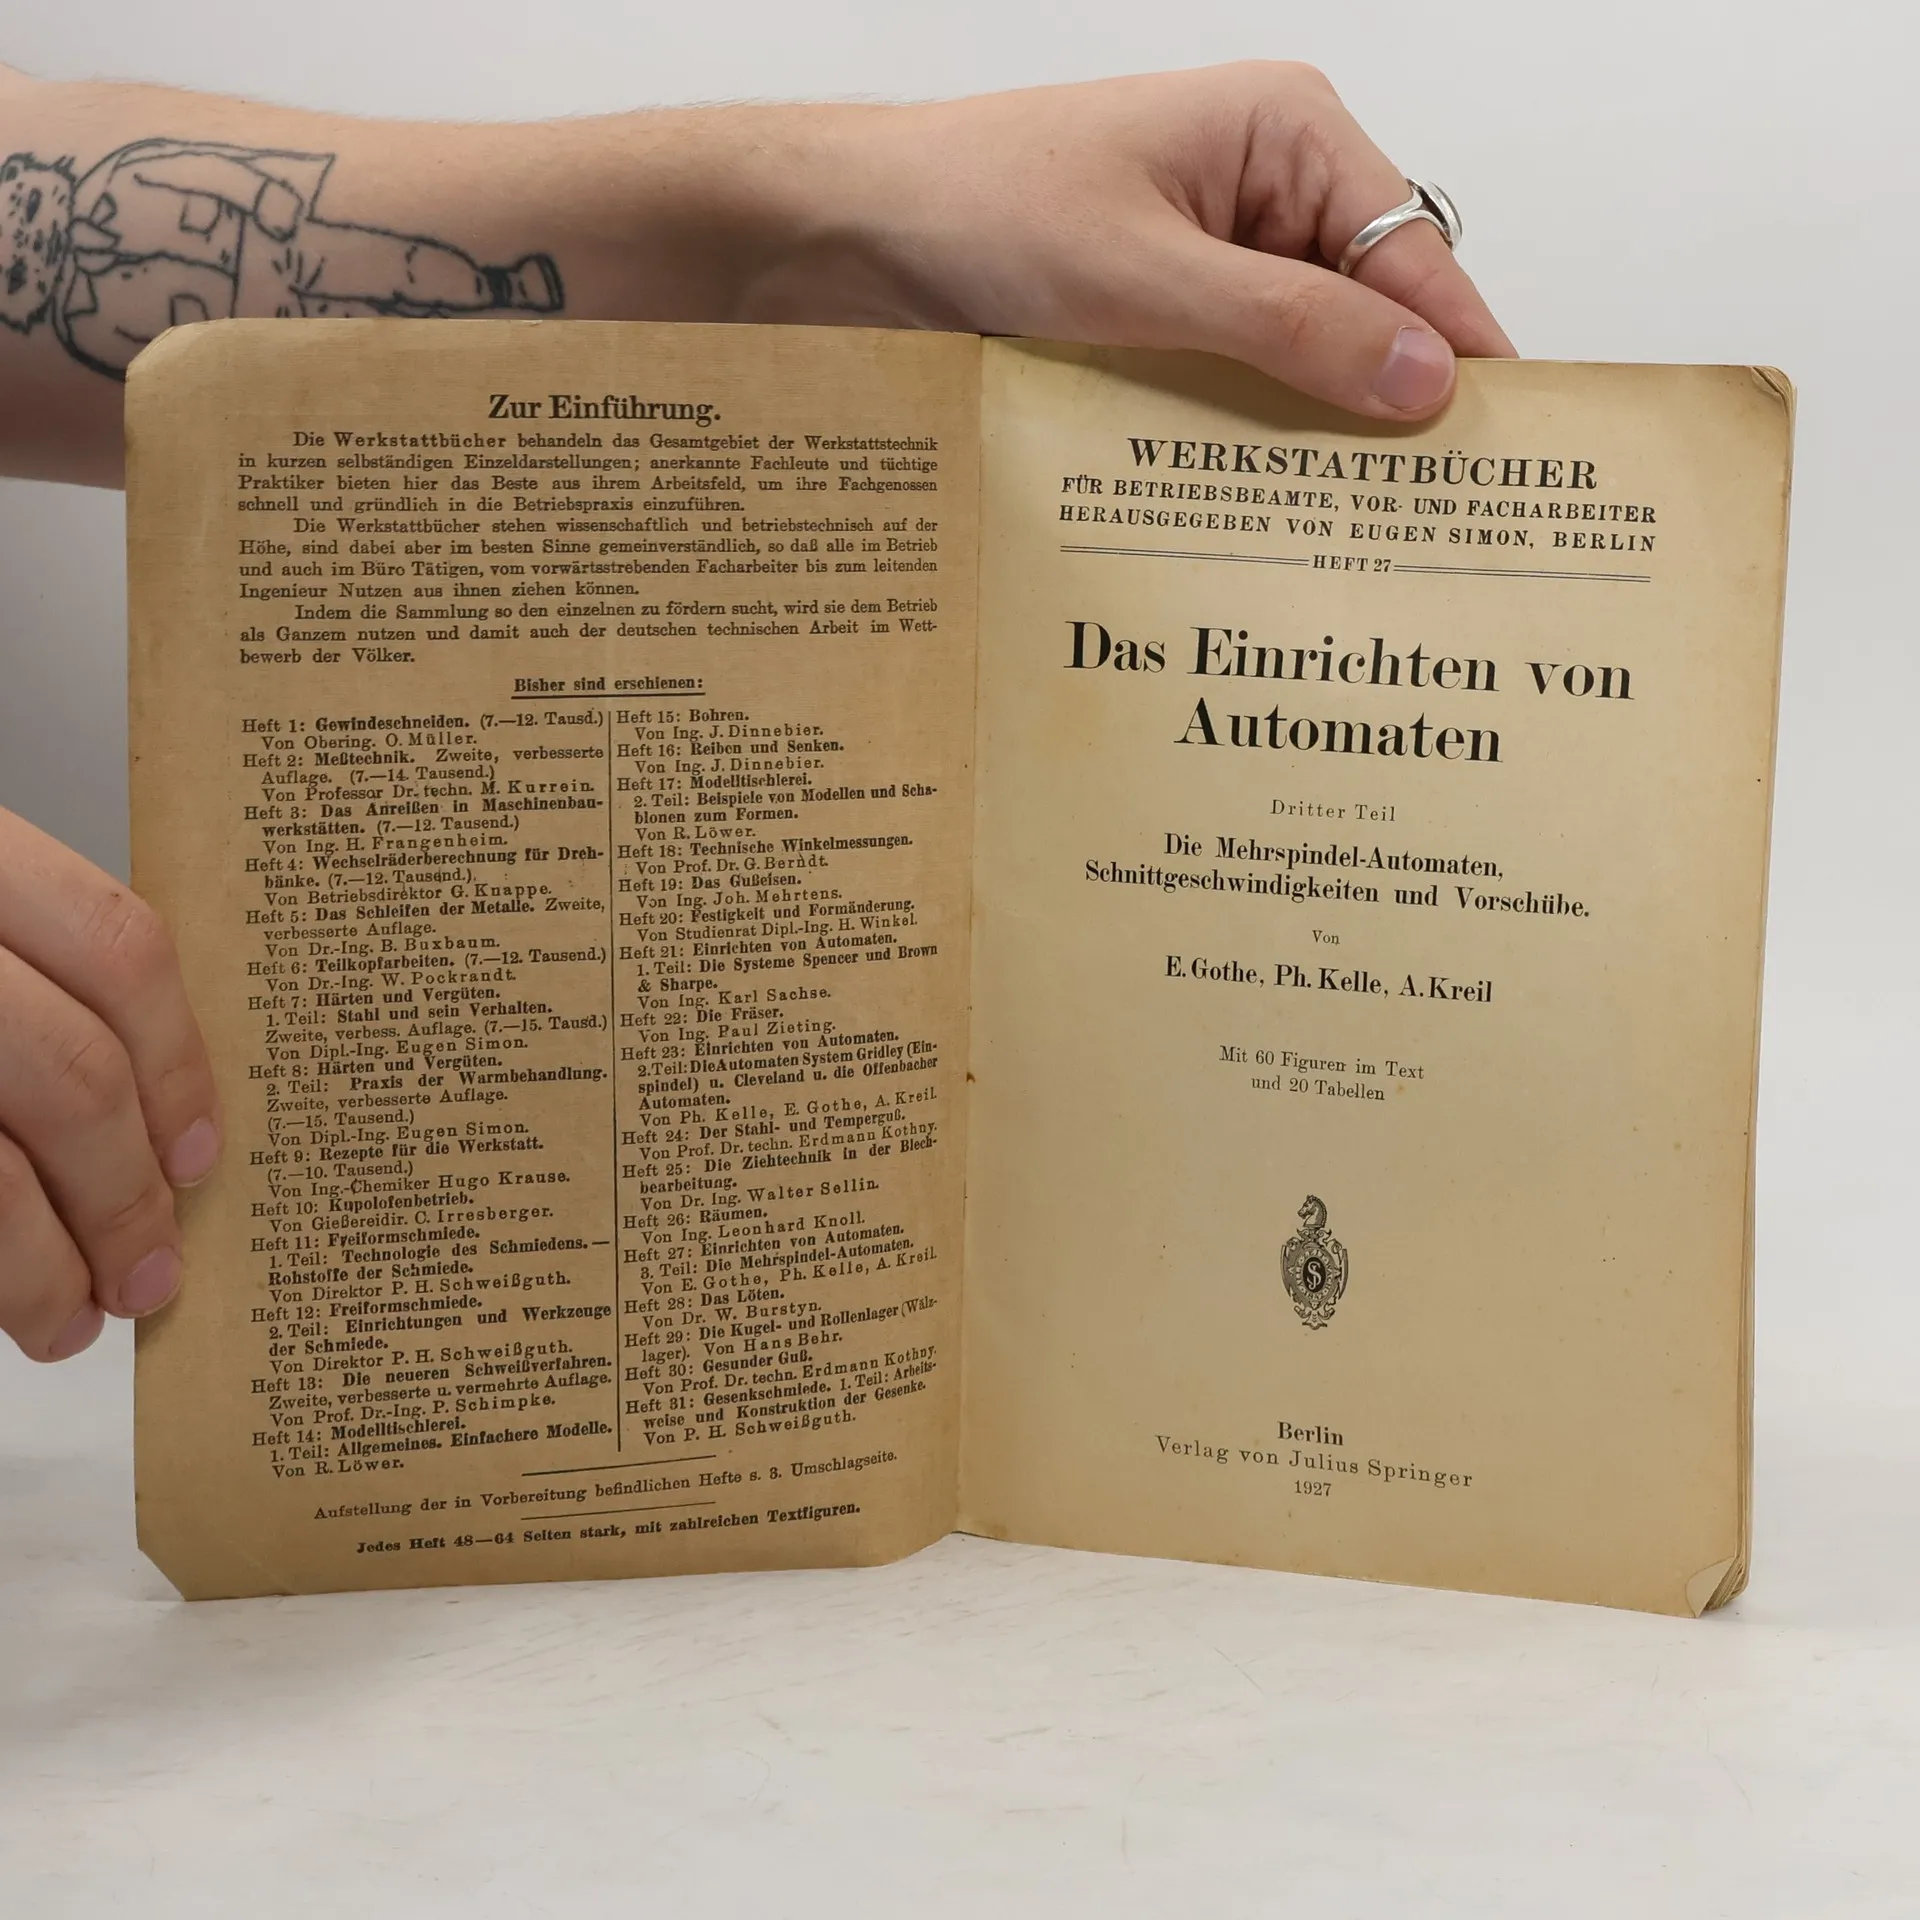 Zur Einführung.
Die Werkstattbücher behandeln das Gesamtgebiet der Werkstattstechnik
in kurzen selbständigen Einzeldarstellungen; anerkannte Fachleute und tüchtige
Praktiker bieten hier das Beste aus ihrem Arbeitsfeld, um ihre Fachgenossen
schnell und gründlich in die Betriebspraxis einzuführen.
Die Werkstattbücher stehen wissenschaftlich und betriebstechnisch auf der
Höhe, sind dabei aber im besten Sinne gemeinverständlich, so daß alle im Betrieb
und auch im Büro Tätigen, vom vorwärtsstrebenden Facharbeiter bis zum leitenden
Ingenieur Nutzen aus ihnen ziehen können.
Indem die Sammlung so den einzelnen zu fördern sucht, wird sie dem Betrieb
als Ganzem nutzen und damit auch der deutschen technischen Arbeit im Wett-
bewerb der Völker.
Bisher sind erschienen:
Heft 1: Gewindeschneiden. (7.—12. Tausd.)
Von Obering. O. Müller.
Heft 2: Meßtechnik. Zweite, verbesserte
Auflage. (7.—14. Tausend.)
Von Professor Dr. techn. M. Kurrein.
Heft 3: Das Anreißen in Maschinenbau-
werkstätten. (7.—12. Tausend.)
Von Ing. H. Frangenheim.
Heft 4: Wechselräderberechnung für Dreh-
bänke. (7.—12. Tausend.)
Von Betriebsdirektor G. Knappe.
Heft 5: Das Schleifen der Metalle. Zweite,
verbesserte Auflage.
Von Dr.-Ing. B. Buxbaum.
Heft 6: Teilkopfarbeiten. (7.—12. Tausend.)
Von Dr.-Ing. W. Pockrandt.
Heft 7: Härten und Vergüten.
1. Teil: Stahl und sein Verhalten.
Zweite, verbess. Auflage. (7.—15. Tausd.)
Von Dipl.-Ing. Eugen Simon.
Heft 8: Härten und Vergüten.
2. Teil: Praxis der Warmbehandlung.
Zweite, verbesserte Auflage.
(7.—15. Tausend.)
Von Dipl.-Ing. Eugen Simon.
Heft 9: Rezepte für die Werkstatt.
(7.—10. Tausend.)
Von Ing.-Chemiker Hugo Krause.
Heft 10: Kupolofenbetrieb.
Von Gießereidir. C. Irresberger.
Heft 11: Freiformschmiede.
1. Teil: Technologie des Schmiedens. —
Rohstoffe der Schmiede.
Von Direktor P. H. Schweißguth.
Heft 12: Freiformschmiede.
2. Teil: Einrichtungen und Werkzeuge
der Schmiede.
Von Direktor P. H. Schweißguth.
Heft 13: Die neueren Schweißverfahren.
Zweite, verbesserte u. vermehrte Auflage.
Von Prof. Dr.-Ing. P. Schimpke.
Heft 14: Modelltischlerei.
1. Teil: Allgemeines. Einfachere Modelle.
Von R. Löwer.
Heft 15: Bohren.
Von Ing. J. Dinnebier.
Heft 16: Reiben und Senken.
Von Ing. J. Dinnebier.
Heft 17: Modelltischlerei.
2. Teil: Beispiele von Modellen und Scha-
blonen zum Formen.
Von R. Löwer.
Heft 18: Technische Winkelmessungen.
Von Prof. Dr. G. Berndt.
Heft 19: Das Gußeisen.
Von Ing. Joh. Mehrtens.
Heft 20: Festigkeit und Formänderung.
Von Studienrat Dipl.-Ing. H. Winkel.
Heft 21: Einrichten von Automaten.
1. Teil: Die Systeme Spencer und Brown
& Sharpe.
Von Ing. Karl Sachse.
Heft 22: Die Fräser.
Von Ing. Paul Zieting.
Heft 23: Einrichten von Automaten.
2. Teil: Die Automaten System Gridley (Ein-
spindel) u. Cleveland u. die Offenbacher
Automaten.
Von Ph. Kelle, E. Gothe, A. Kreil.
Heft 24: Der Stahl- und Temperguß.
Von Prof. Dr. techn. Erdmann Kothny.
Heft 25: Die Ziehtechnik in der Blech-
bearbeitung.
Von Dr. Ing. Walter Sellin.
Heft 26: Räumen.
Von Ing. Leonhard Knoll.
Heft 27: Einrichten von Automaten.
3. Teil: Die Mehrspindel-Automaten.
Von E. Gothe, Ph. Kelle, A. Kreil.
Heft 28: Das Löten.
Von Dr. W. Burstyn.
Heft 29: Die Kugel- und Rollenlager (Wälz-
lager). Von Hans Behr.
Heft 30: Gesunder Guß.
Von Prof. Dr. techn. Erdmann Kothny.
Heft 31: Gesenkschmiede. 1. Teil: Arbeits-
weise und Konstruktion der Gesenke.
Von P. H. Schweißguth.
Aufstellung der in Vorbereitung befindlichen Hefte s. 3. Umschlagseite.
Jedes Heft 48—64 Seiten stark, mit zahlreichen Textfiguren.
WERKSTATTBÜCHER
FÜR BETRIEBSBEAMTE, VOR- UND FACHARBEITER
HERAUSGEGEBEN VON EUGEN SIMON, BERLIN
HEFT 27
Das Einrichten von
Automaten
Dritter Teil
Die Mehrspindel-Automaten,
Schnittgeschwindigkeiten und Vorschübe.
Von
E. Gothe, Ph. Kelle, A. Kreil
Mit 60 Figuren im Text
und 20 Tabellen
Berlin
Verlag von Julius Springer
1927